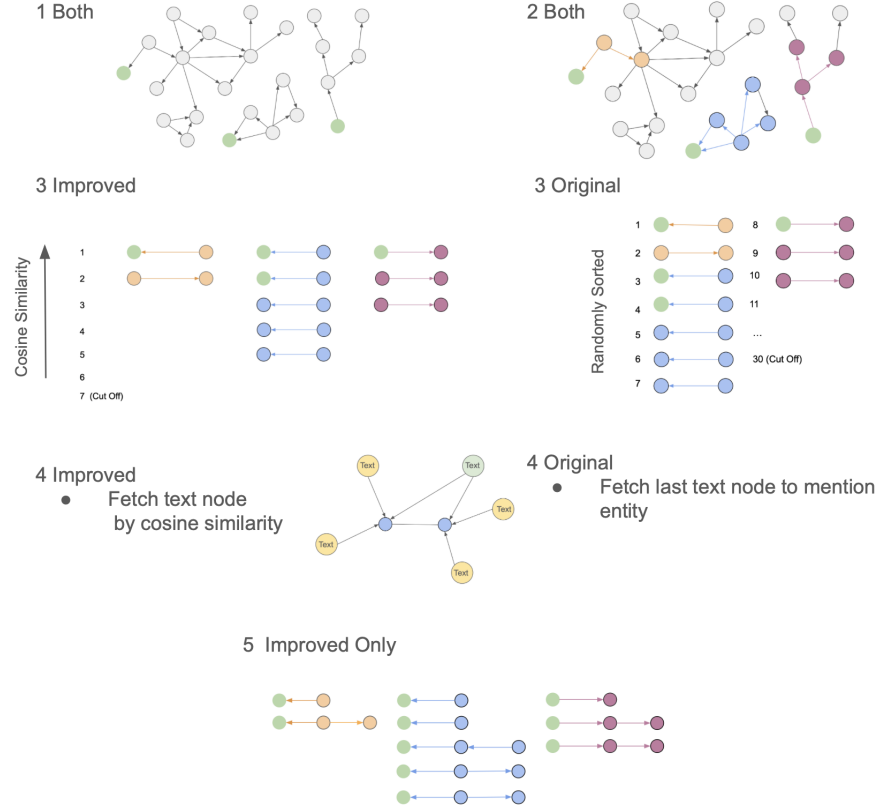 1 Both
2 Both
3 Improved
3 Original
Cosine Similarity
1
2
3
4
5
6
7 (Cut Off)
Randomly Sorted
1
2
3
4
5
6
7
8
9
10
11
...
30 (Cut Off)
4 Improved
● Fetch text node
by cosine similarity
Text
Text
Text
Text
Text
4 Original
● Fetch last text node to mention
entity
5 Improved Only